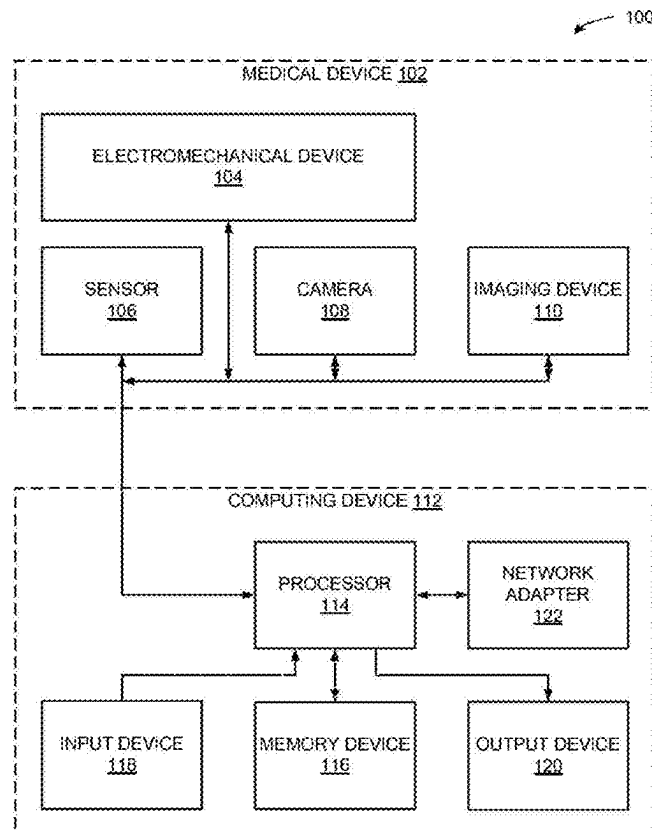 100
MEDICAL DEVICE 102
ELECTROMECHANICAL DEVICE
104
SENSOR
106
CAMERA
108
IMAGING DEVICE
110
COMPUTING DEVICE 112
PROCESSOR
114
NETWORK
ADAPTER
122
INPUT DEVICE
118
MEMORY DEVICE
116
OUTPUT DEVICE
120